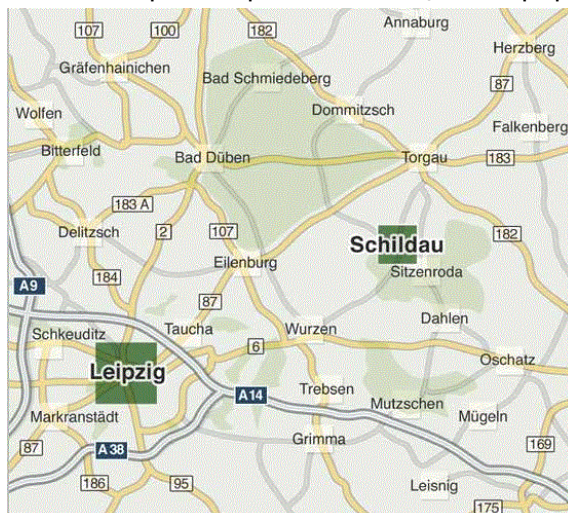 Annaburg
107
100
182
Herzberg
Gräfenhainichen
Bad Schmiedeberg
87
Wolfen
Dommitzsch
Falkenberg
Bitterfeld
Bad Düben
Torgau
183
183 A
Delitzsch
2
107
Schildau
182
Eilenburg
Sitzenroda
184
A9
87
Schkeuditz
Taucha
Wurzen
Dahlen
6
Oschatz
Leipzig
A14
Trebsen
Mutzschen
Mügeln
Markranstädt
Grimma
87
A38
169
186
95
Leisnig
175